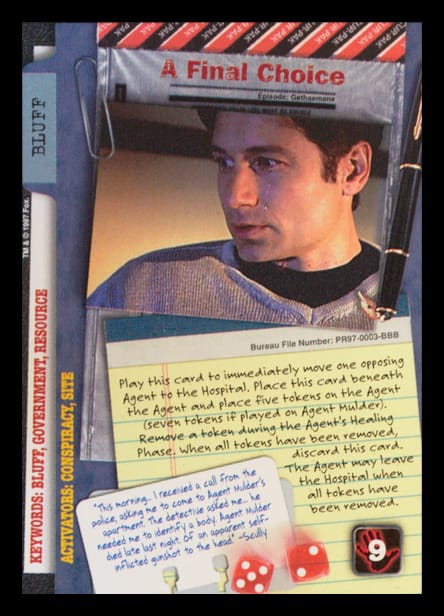 CUR-PAK CUR-PAK CUR-PAK
A Final Choice
Episode: Gethsemane
BLUFF
TM & © 1997 Fox.
KEYWORDS: BLUFF, GOVERNMENT, RESOURCE
ACTIVATORS: CONSPIRACY, SITE
Bureau File Number: PR97-0003-BBB
Play this card to immediately move one opposing
Agent to the Hospital. Place this card beneath
the Agent and place five tokens on the Agent
(seven tokens if played on Agent Mulder).
Remove a token during the Agent's Healing
Phase. When all tokens have been removed,
discard this card.
The Agent may leave
the Hospital when
all tokens have
been removed.
"This morning... I received a call from the
police, asking me to come to Agent Mulder's
apartment. The detective asked me... he
needed me to identify a body. Agent Mulder
died late last night. Of an apparent self-
inflicted gunshot to the head." -Scully
9